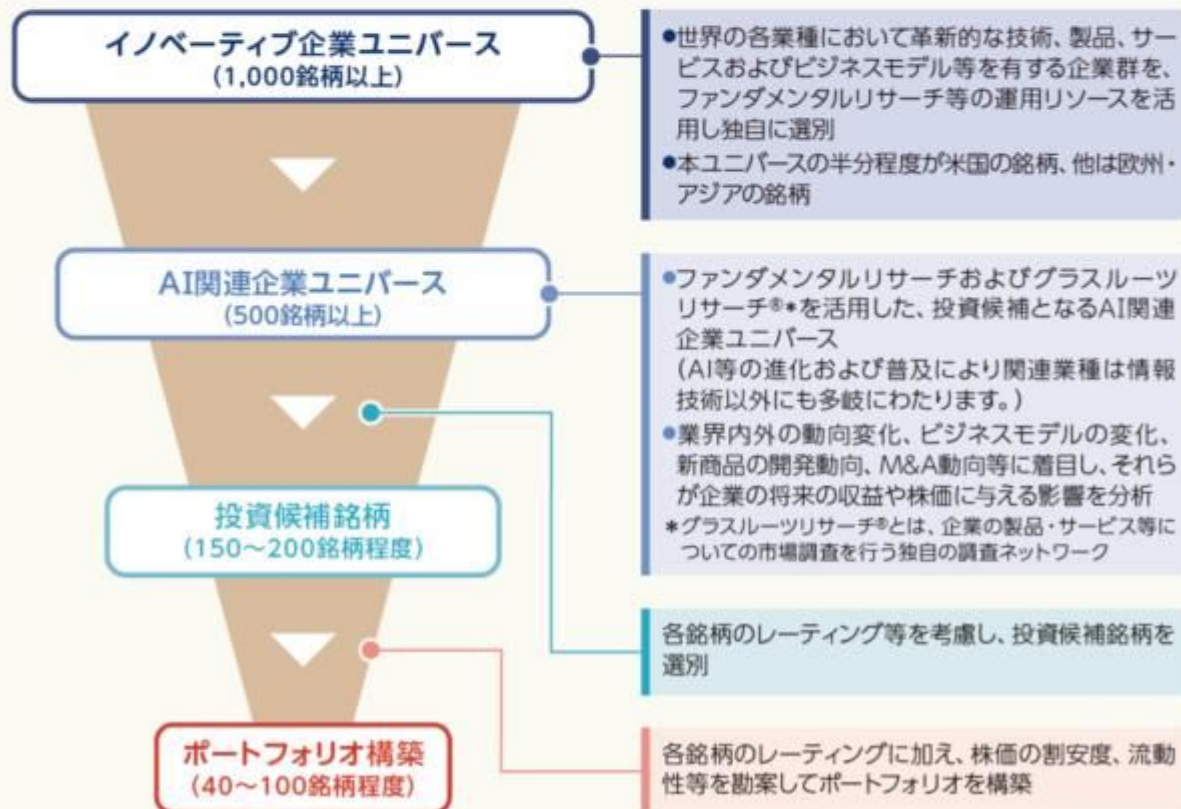 イノベーティブ企業ユニバース
(1,000銘柄以上)
●世界の各業種において革新的な技術、製品、サー
ビスおよびビジネスモデル等を有する企業群を、
ファンダメンタルリサーチ等の運用リソースを活
用し独自に選別
●本ユニバースの半分程度が米国の銘柄、他は欧州・
アジアの銘柄
AI関連企業ユニバース
(500銘柄以上)
●ファンダメンタルリサーチおよびグラスルーツ
リサーチ®*を活用した、投資候補となるAI関連
企業ユニバース
(AI等の進化および普及により関連業種は情報
技術以外にも多岐にわたります。)
●業界内外の動向変化、ビジネスモデルの変化、
新商品の開発動向、M&A動向等に着目し、それら
が企業の将来の収益や株価に与える影響を分析
*グラスルーツリサーチ®とは、企業の製品・サービス等に
ついての市場調査を行う独自の調査ネットワーク
投資候補銘柄
(150～200銘柄程度)
各銘柄のレーティング等を考慮し、投資候補銘柄を
選別
ポートフォリオ構築
(40～100銘柄程度)
各銘柄のレーティングに加え、株価の割安度、流動
性等を勘案してポートフォリオを構築